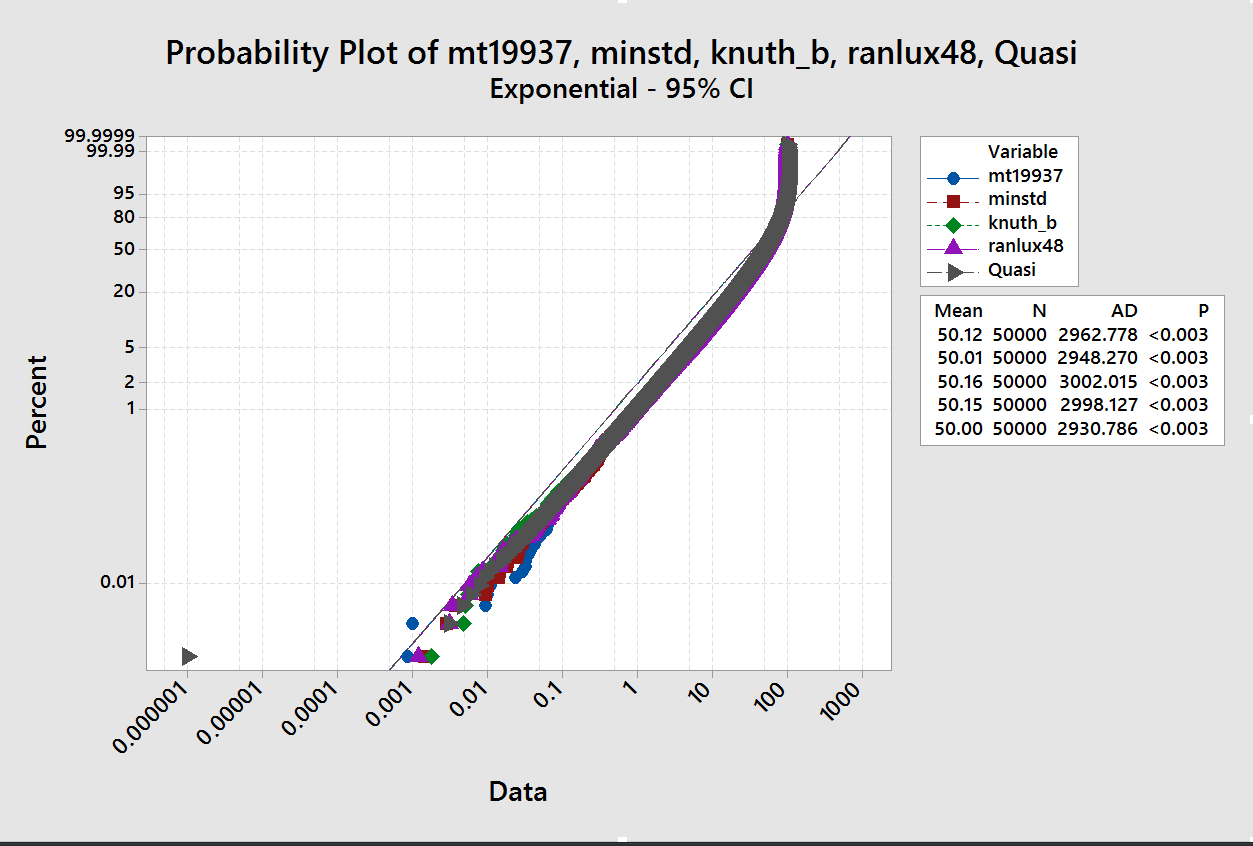 Probability Plot of mt19937, minstd, knuth_b, ranlux48, Quasi
Exponential - 95% CI
99.9999
99.99
95
80
50
20
5
2
1
0.01
Percent
0.000001
0.00001
0.0001
0.001
0.01
0.1
1
10
100
1000
Data
Variable
mt19937
minstd
knuth_b
ranlux48
Quasi
Mean N AD P
50.12 50000 2962.778 <0.003
50.01 50000 2948.270 <0.003
50.16 50000 3002.015 <0.003
50.15 50000 2998.127 <0.003
50.00 50000 2930.786 <0.003